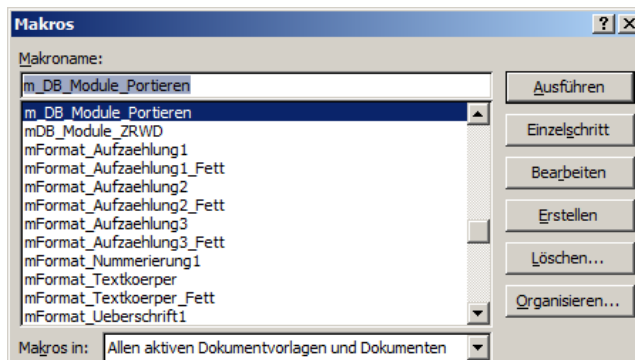 Makros
Makroname:
m_DB_Module_Portieren
m_DB_Module_Portieren
mDB_Module_ZRWD
mFormat_Aufzaehlung1
mFormat_Aufzaehlung1_Fett
mFormat_Aufzaehlung2
mFormat_Aufzaehlung2_Fett
mFormat_Aufzaehlung3
mFormat_Aufzaehlung3_Fett
mFormat_Nummerierung1
mFormat_Textkoerper
mFormat_Textkoerper_Fett
mFormat_Ueberschrift1
Makros in: Allen aktiven Dokumentvorlagen und Dokumenten
Ausführen
Einzelschritt
Bearbeiten
Erstellen
Löschen...
Organisieren...